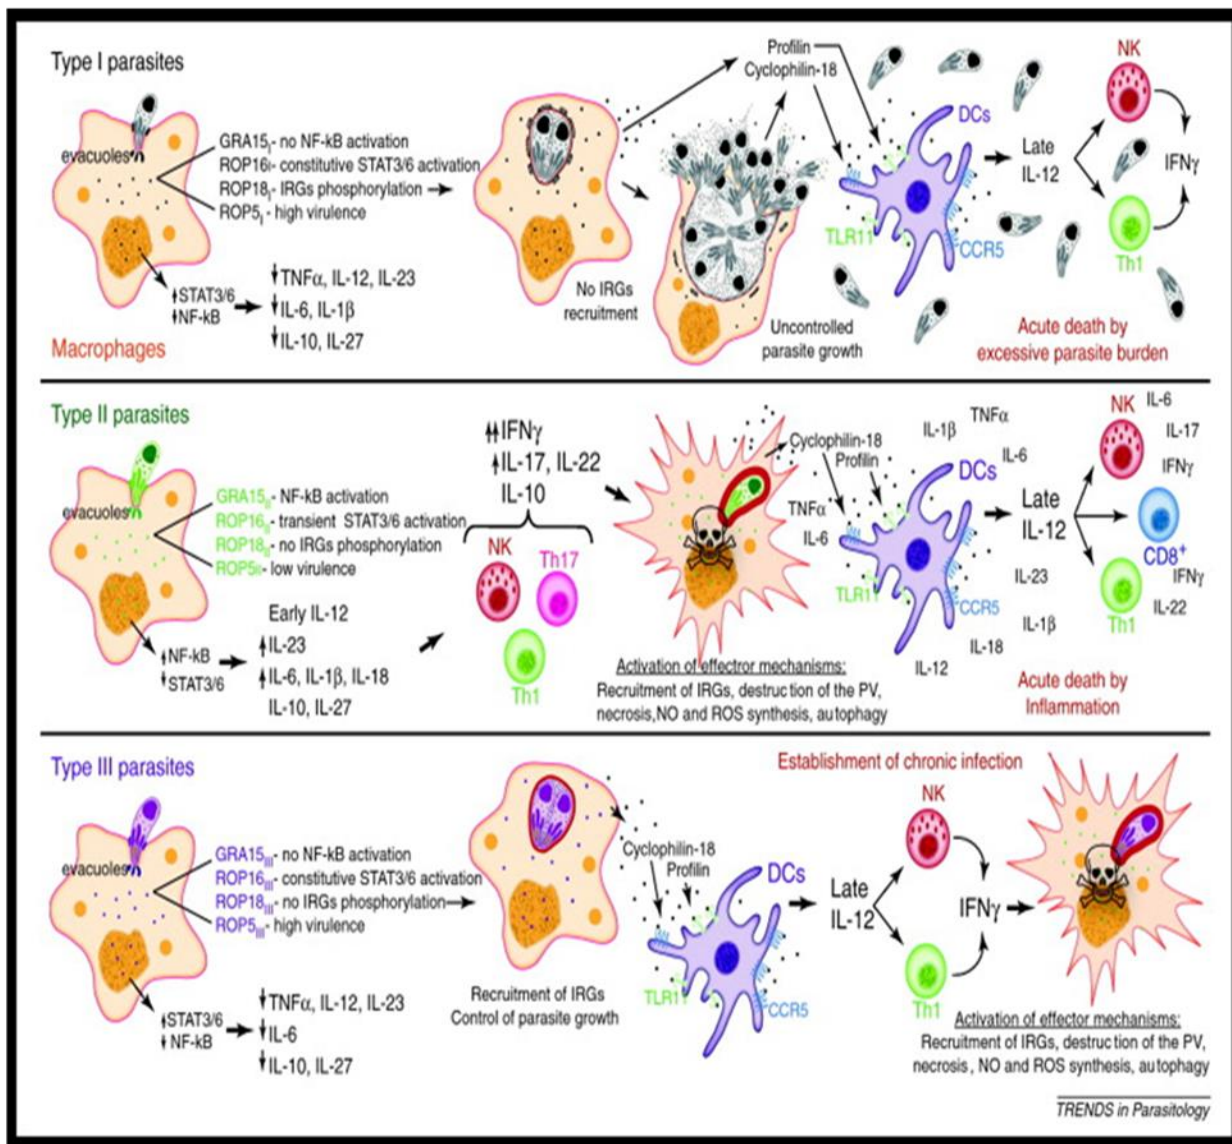 Type I parasites
evacuoles
GRA15I- no NF-kB activation
ROP16I- constitutive STAT3/6 activation
ROP18I- IRGs phosphorylation
ROP5I - high virulence
STAT3/6
NF-kB
TNFα, IL-12, IL-23
IL-6, IL-1β
IL-10, IL-27
Macrophages
No IRGs
recruitment
Profilin
Cyclophilin-18
Uncontrolled
parasite growth
DCs
TLR11
CCR5
Late
IL-12
NK
IFNγ
Th1
Acute death by
excessive parasite burden
Type II parasites
evacuoles
GRA15II- NF-kB activation
ROP16II- transient STAT3/6 activation
ROP18II- no IRGs phosphorylation
ROP5II- low virulence
NF-kB
STAT3/6
Early IL-12
IL-23
IL-6, IL-1β, IL-18
IL-10, IL-27
IFNγ
IL-17, IL-22
IL-10
NK
Th17
Th1
Activation of effectror mechanisms:
Recruitment of IRGs, destruction of the PV,
necrosis,NO and ROS synthesis, autophagy
Cyclophilin-18
Profilin
TNFα
IL-6
TLR11
IL-1β
TNFα
IL-6
DCs
CCR5
IL-12
IL-18
IL-1β
IL-23
Late
IL-12
NK
IL-6
IL-17
IFNγ
CD8+
IFNγ
IL-22
Th1
Acute death by
Inflammation
Type III parasites
evacuoles
GRA15III- no NF-kB activation
ROP16III- constitutive STAT3/6 activation
ROP18III- no IRGs phosphorylation
ROP5III- high virulence
STAT3/6
NF-kB
TNFα, IL-12, IL-23
IL-6
IL-10, IL-27
Recruitment of IRGs
Control of parasite growth
Cyclophilin-18
Profilin
DCs
TLR11
CCR5
Establishment of chronic infection
Late
IL-12
NK
IFNγ
Th1
Activation of effector mechanisms:
Recruitment of IRGs, destruction of the PV,
necrosis , NO and ROS synthesis, autophagy
TRENDS in Parasitology